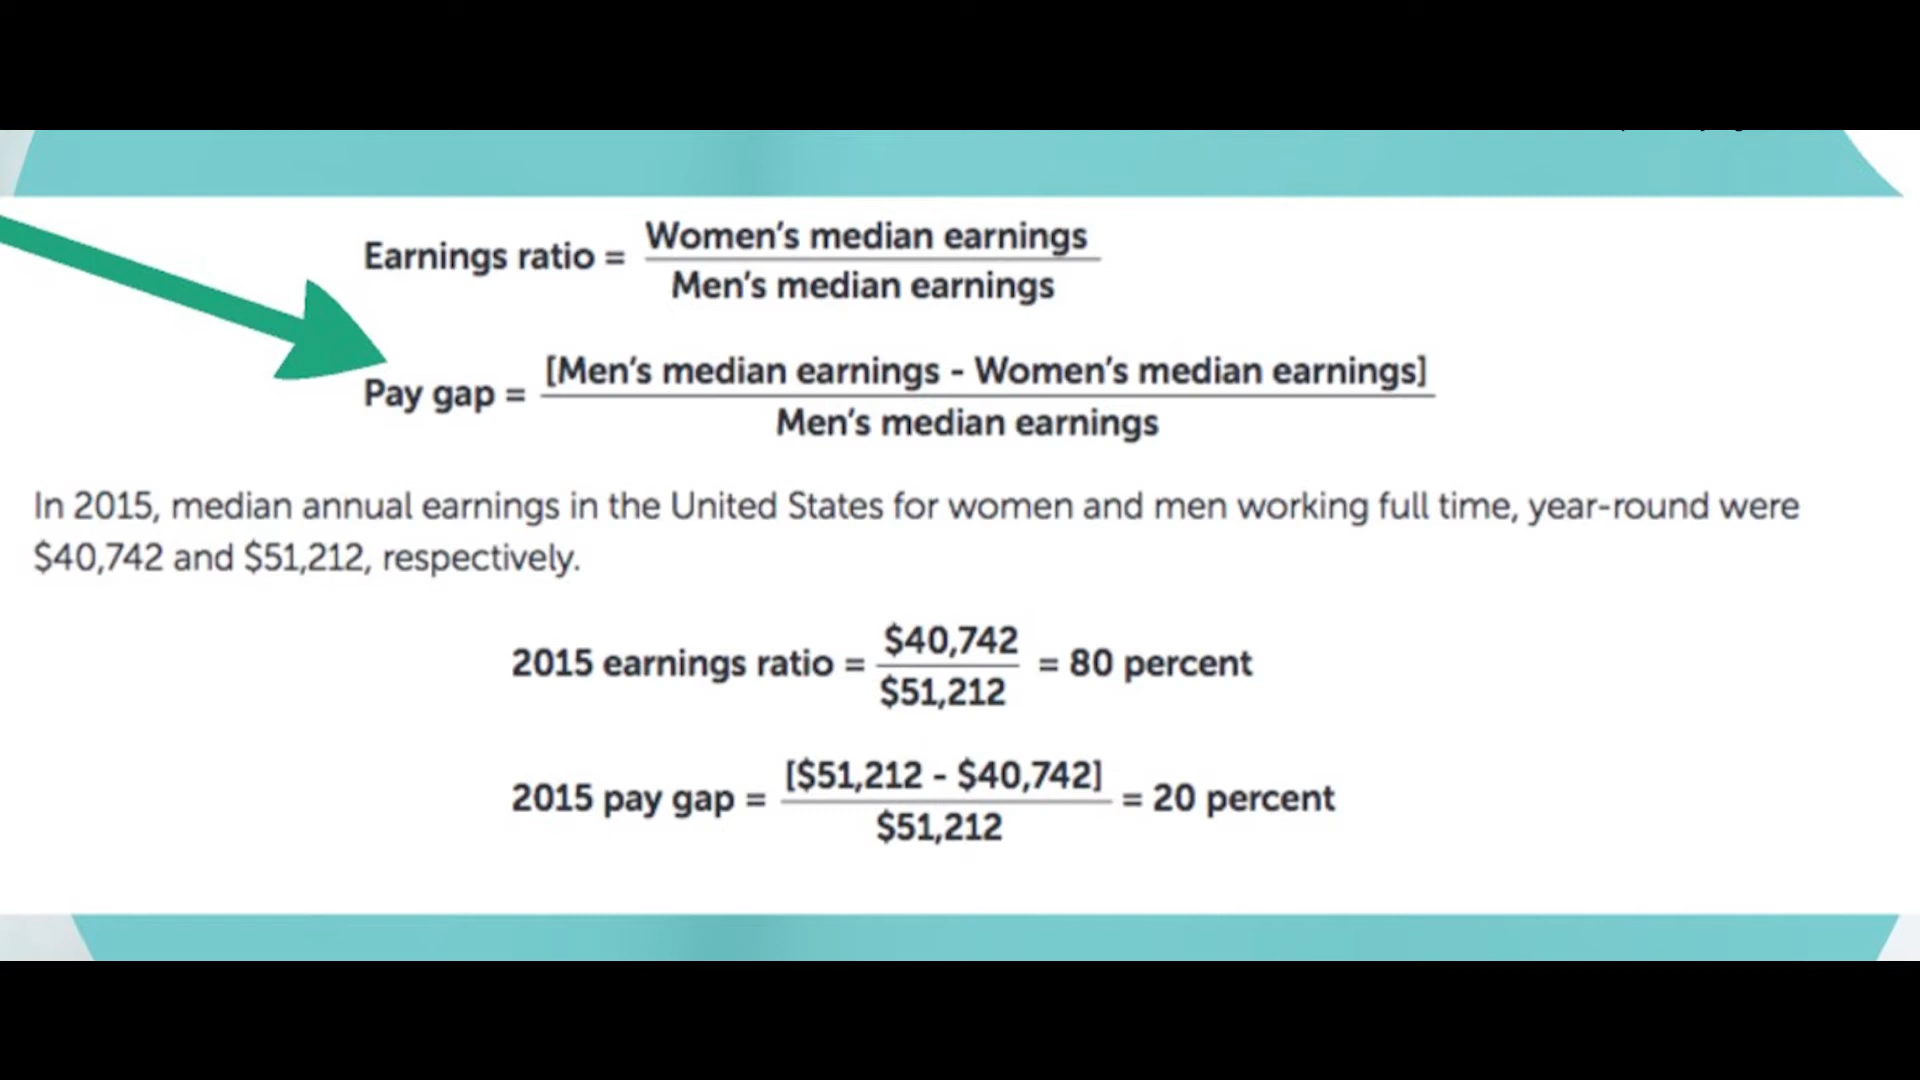 Earnings ratio = Women's median earnings
Men's median earnings
Pay gap = [Men's median earnings - Women's median earnings]
Men's median earnings
In 2015, median annual earnings in the United States for women and men working full time, year-round were
$40,742 and $51,212, respectively.
2015 earnings ratio = $40,742 = 80 percent
$51,212
2015 pay gap = [$51,212 - $40,742] = 20 percent
$51,212